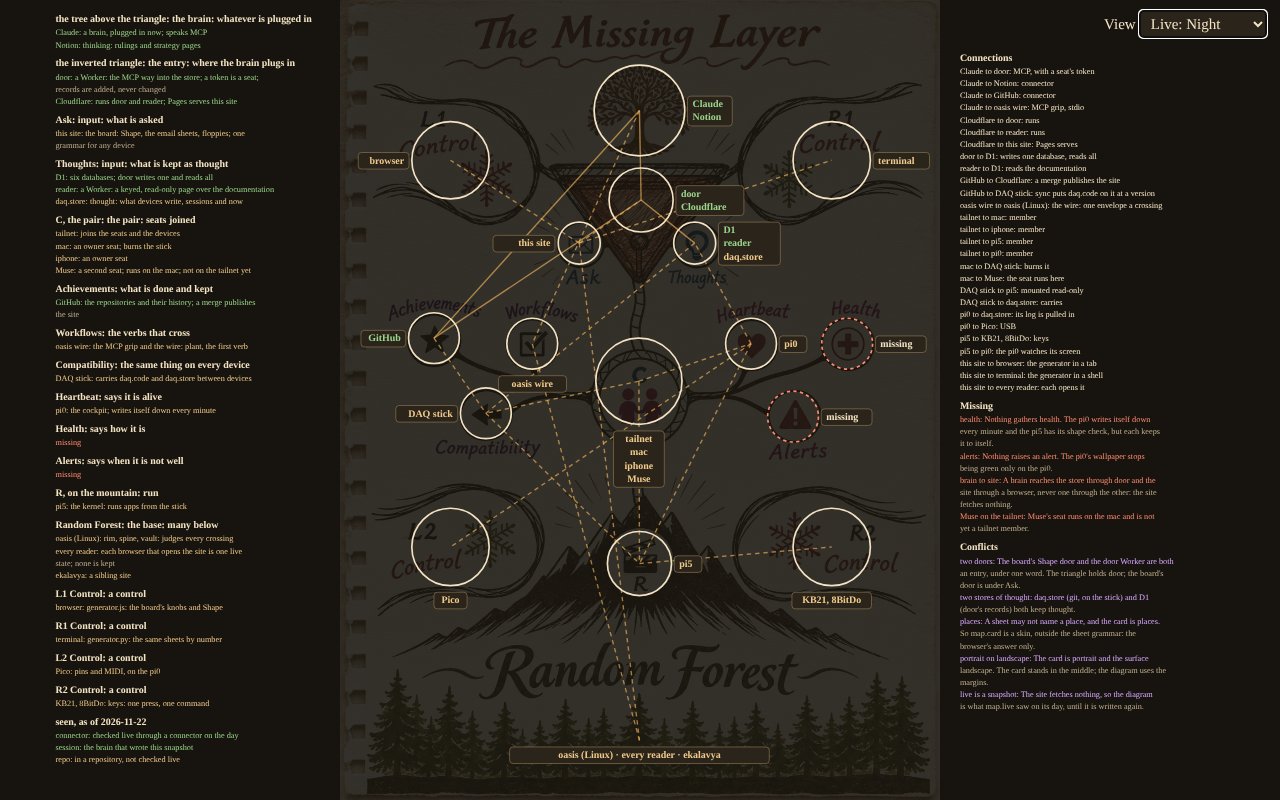 the tree above the triangle: the brain; whatever is plugged in
Claude: a brain, plugged in now; speaks MCP
Notion: thinking: rulings and strategy pages
the inverted triangle: the entry: where the brain plugs in
door: a Worker: the MCP way into the store; a token is a seat;
records are added, never changed
Cloudflare: runs door and reader; Pages serves this site
Ask: input: what is asked
this site: the board: Shape, the email sheets, floppies; one
grammar for any device
Thoughts: input: what is kept as thought
D1: six databases; door writes one and reads all
reader: a Worker: a keyed, read-only page over the documentation
daq.store: thought: what devices write, sessions and now
C, the pair: the pair: seats joined
tailnet: joins the seats and the devices
mac: an owner seat; burns the stick
iphone: an owner seat
Muse: a second seat; runs on the mac; not on the tailnet yet
Achievements: what is done and kept
GitHub: the repositories and their history; a merge publishes
the site
Workflows: the verbs that cross
oasis wire: the MCP grip and the wire: plant, the first verb
Compatibility: the same thing on every device
DAQ stick: carries daq.code and daq.store between devices
Heartbeat: says it is alive
pi0: the cockpit; writes itself down every minute
Health: says how it is
missing
Alerts: says when it is not well
missing
R, on the mountain: run
pi5: the kernel: runs apps from the stick
Random Forest: the base; many below
oasis (Linux): rim, spine, vault: judges every crossing
every reader: each browser that opens the site is one live
state; none is kept
ekalavya: a sibling site
L1 Control: a control
browser: generator.js: the board's knobs and Shape
R1 Control: a control
terminal: generator.py: the same sheets by number
L2 Control: a control
Pico: pins and MIDI, on the pi0
R2 Control: a control
KB21, 8BitDo: keys: one press, one command
seen, as of 2026-11-22
connector: checked live through a connector on the day
session: the brain that wrote this snapshot
repo: in a repository, not checked live
The Missing Layer
L1
Control
R1
Control
Claude
Notion
browser
terminal
door
Cloudflare
this site
D1
reader
daq.store
Ask
Thoughts
Achievements
Workflows
Heartbeat
Health
GitHub
oasis wire
C
pi0
missing
DAQ stick
missing
Compatibility
tailnet
mac
iphone
Muse
Alerts
L2
Control
R2
Control
pi5
R
Pico
KB21, 8BitDo
Random Forest
oasis (Linux) · every reader · ekalavya
View
Live: Night
Connections
Claude to door: MCP, with a seat's token
Claude to Notion: connector
Claude to GitHub: connector
Claude to oasis wire: MCP grip, stdio
Cloudflare to door: runs
Cloudflare to reader: runs
Cloudflare to this site: Pages serves
door to D1: writes one database, reads all
reader to D1: reads the documentation
GitHub to Cloudflare: a merge publishes the site
GitHub to DAQ stick: sync puts daq.code on it at a version
oasis wire to oasis (Linux): the wire: one envelope a crossing
tailnet to mac: member
tailnet to iphone: member
tailnet to pi5: member
tailnet to pi0: member
mac to DAQ stick: burns it
mac to Muse: the seat runs here
DAQ stick to pi5: mounted read-only
DAQ stick to daq.store: carries
pi0 to daq.store: its log is pulled in
pi0 to Pico: USB
pi5 to KB21, 8BitDo: keys
pi5 to pi0: the pi0 watches its screen
this site to browser: the generator in a tab
this site to terminal: the generator in a shell
this site to every reader: each opens it
Missing
health: Nothing gathers health. The pi0 writes itself down
every minute and the pi5 has its shape check, but each keeps
it to itself.
alerts: Nothing raises an alert. The pi0's wallpaper stops
being green only on the pi0.
brain to site: A brain reaches the store through door and the
site through a browser, never one through the other: the site
fetches nothing.
Muse on the tailnet: Muse's seat runs on the mac and is not
yet a tailnet member.
Conflicts
two doors: The board's Shape door and the door Worker are both
an entry, under one word. The triangle holds door; the board's
door is under Ask.
two stores of thought: daq.store (git, on the stick) and D1
(door's records) both keep thought.
places: A sheet may not name a place, and the card is places.
So map.card is a skin, outside the sheet grammar: the
browser's answer only.
portrait on landscape: The card is portrait and the surface
landscape. The card stands in the middle; the diagram uses the
margins.
live is a snapshot: The site fetches nothing, so the diagram
is what map.live saw on its day, until it is written again.